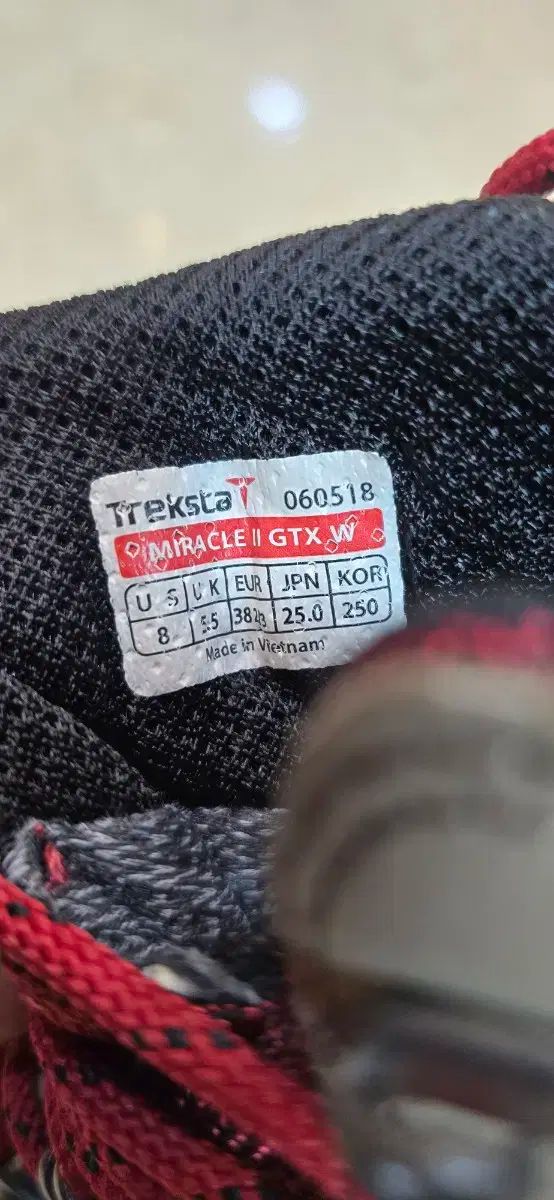 Treksta 060518
MIRACLE II GTX W
US UK EUR JPN KOR
8 5.5 38 2/3 25.0 250
Made in Vietnam